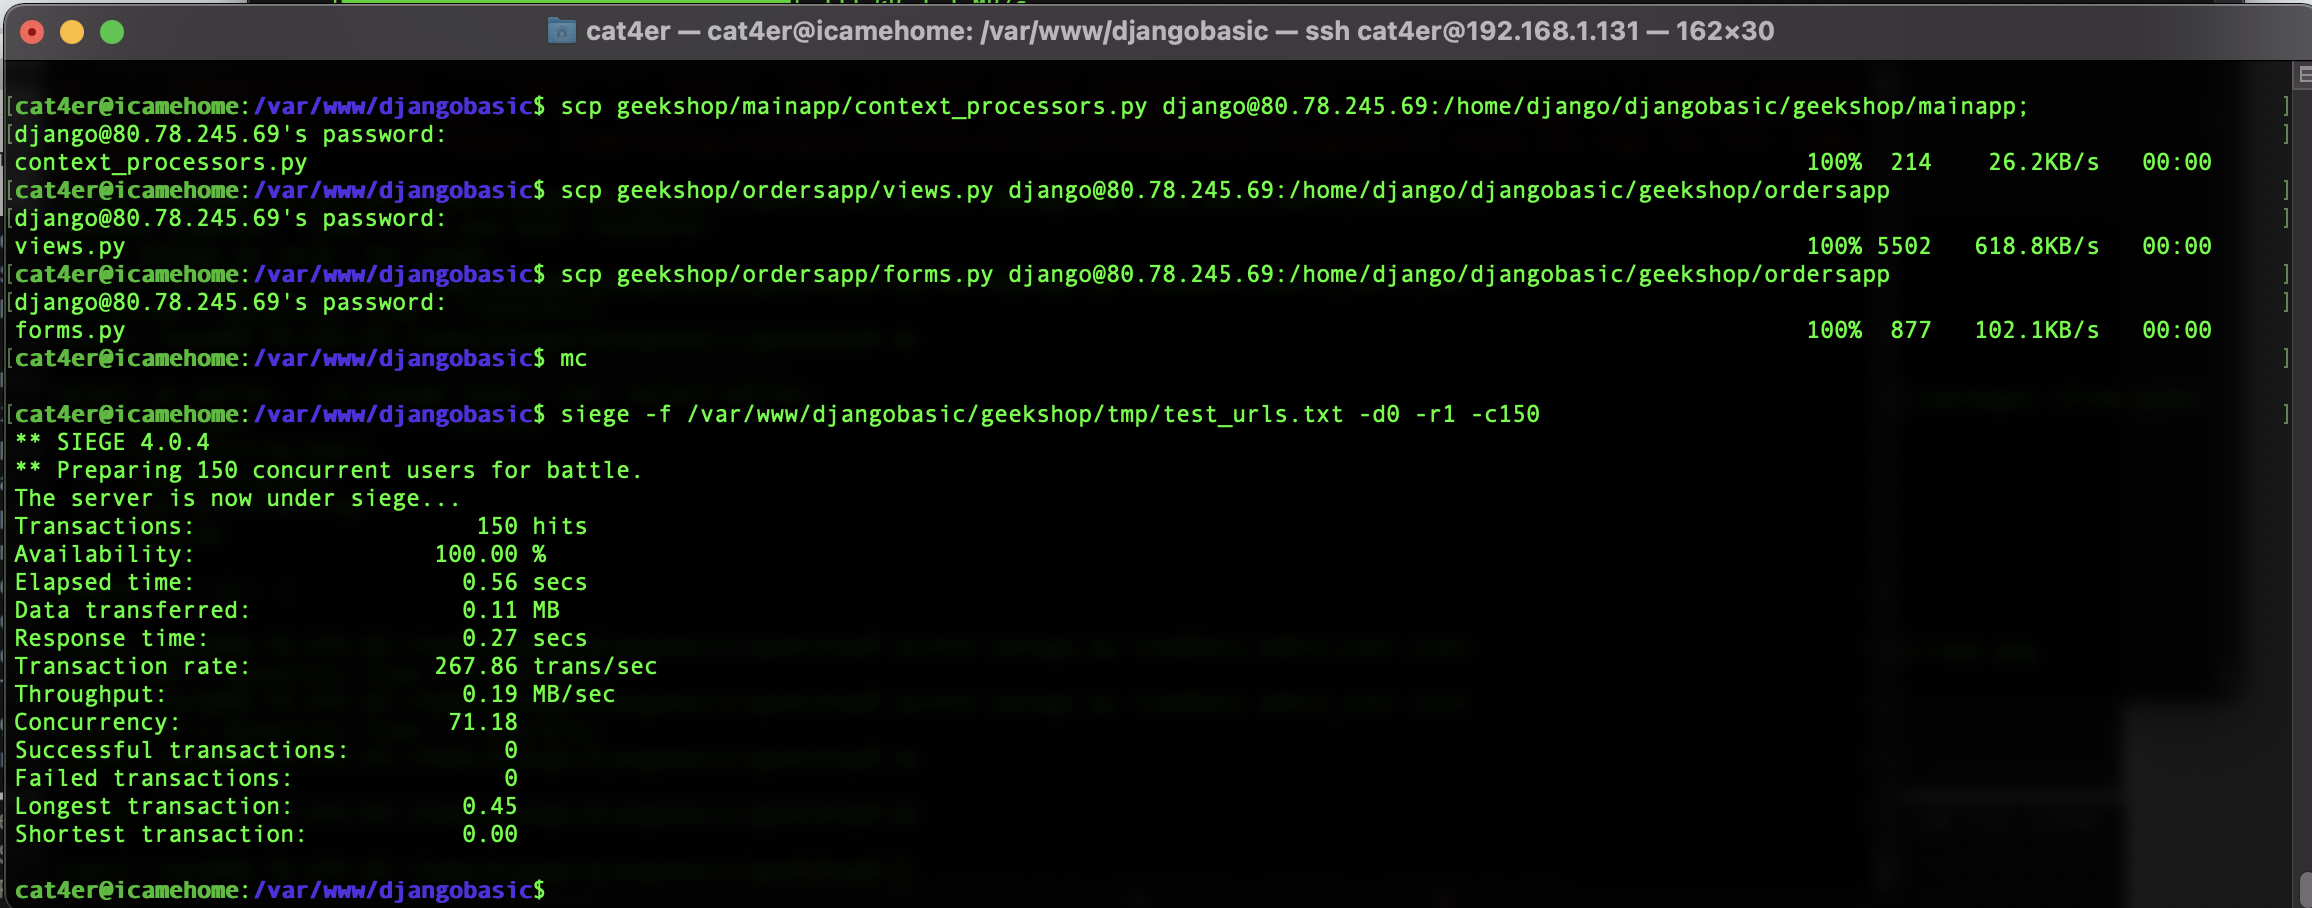 cat4er — cat4er@icamehome: /var/www/djangobasic — ssh cat4er@192.168.1.131 — 162×30
[cat4er@icamehome:/var/www/djangobasic$ scp geekshop/mainapp/context_processors.py django@80.78.245.69:/home/django/djangobasic/geekshop/mainapp; ]
[django@80.78.245.69's password: ]
context_processors.py 100% 214 26.2KB/s 00:00
[cat4er@icamehome:/var/www/djangobasic$ scp geekshop/ordersapp/views.py django@80.78.245.69:/home/django/djangobasic/geekshop/ordersapp ]
[django@80.78.245.69's password: ]
views.py 100% 5502 618.8KB/s 00:00
[cat4er@icamehome:/var/www/djangobasic$ scp geekshop/ordersapp/forms.py django@80.78.245.69:/home/django/djangobasic/geekshop/ordersapp ]
[django@80.78.245.69's password: ]
forms.py 100% 877 102.1KB/s 00:00
[cat4er@icamehome:/var/www/djangobasic$ mc ]
[cat4er@icamehome:/var/www/djangobasic$ siege -f /var/www/djangobasic/geekshop/tmp/test_urls.txt -d0 -r1 -c150 ]
** SIEGE 4.0.4
** Preparing 150 concurrent users for battle.
The server is now under siege...
Transactions: 150 hits
Availability: 100.00 %
Elapsed time: 0.56 secs
Data transferred: 0.11 MB
Response time: 0.27 secs
Transaction rate: 267.86 trans/sec
Throughput: 0.19 MB/sec
Concurrency: 71.18
Successful transactions: 0
Failed transactions: 0
Longest transaction: 0.45
Shortest transaction: 0.00
cat4er@icamehome:/var/www/djangobasic$